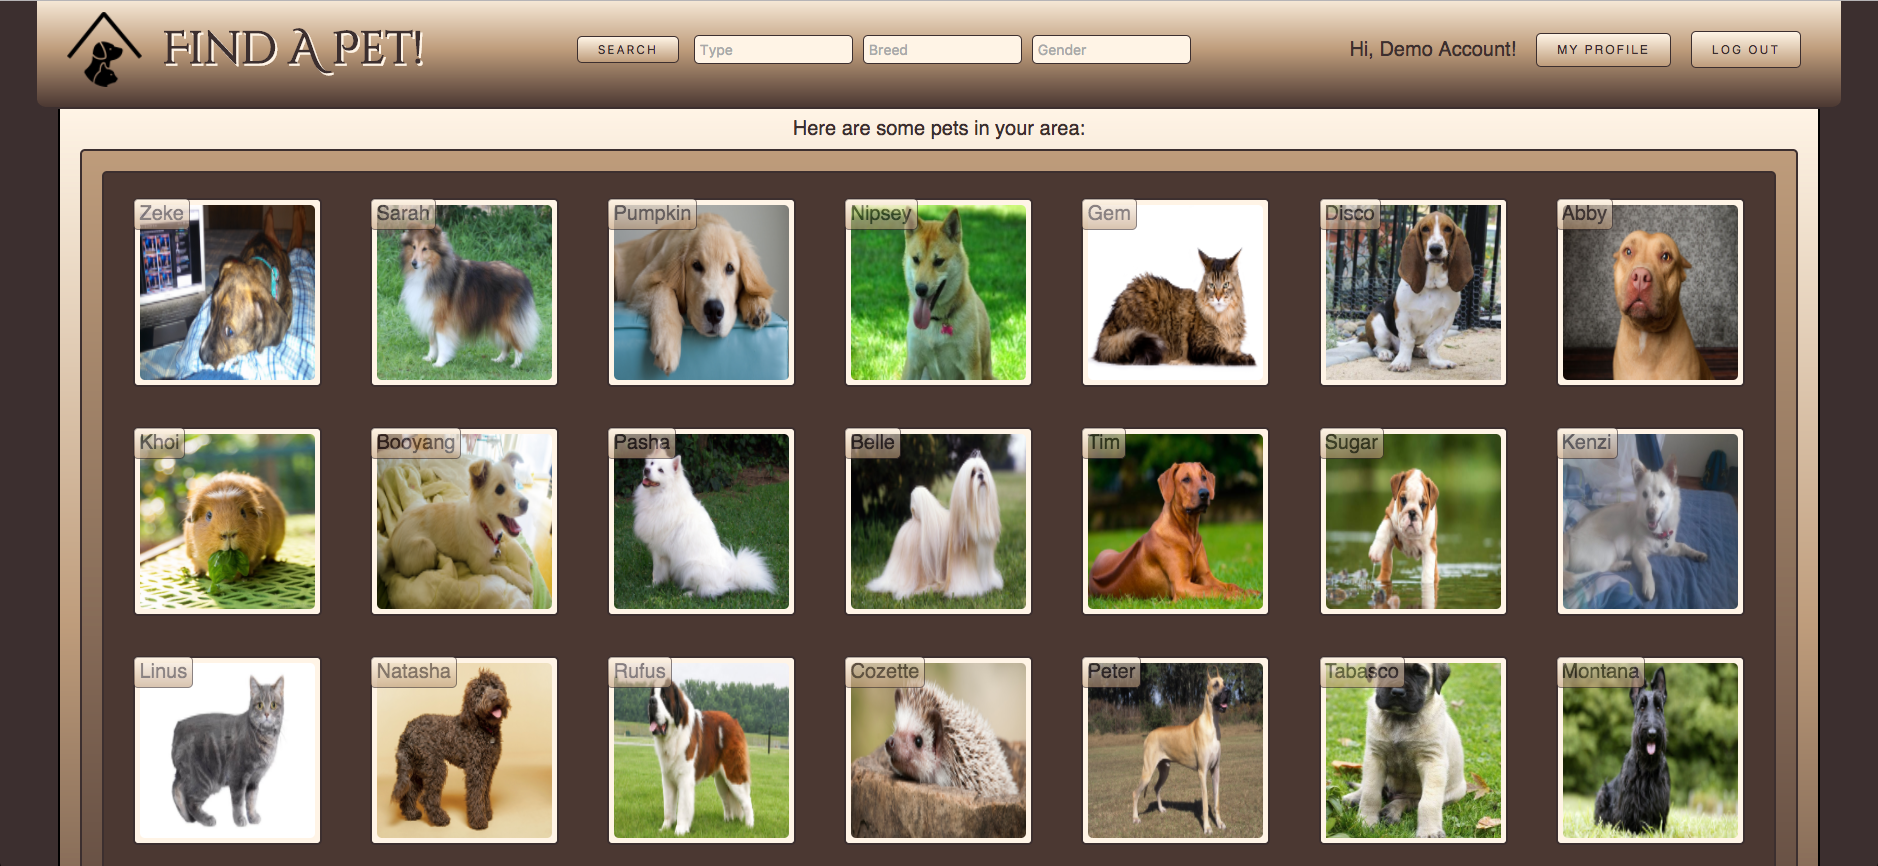 FIND A PET!
SEARCH Type Breed Gender
Hi, Demo Account! MY PROFILE LOG OUT
Here are some pets in your area:
Zeke Sarah Pumpkin Nipsey Gem Disco Abby
Khoi Booyang Pasha Belle Tim Sugar Kenzi
Linus Natasha Rufus Cozette Peter Tabasco Montana